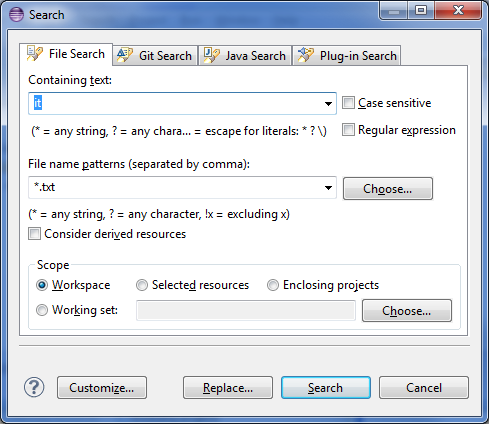 Search
File Search Git Search Java Search Plug-in Search
Containing text:
it
Case sensitive
(* = any string, ? = any chara... = escape for literals: * ? \)
Regular expression
File name patterns (separated by comma):
*.txt
Choose...
(* = any string, ? = any character, !x = excluding x)
Consider derived resources
Scope
Workspace Selected resources Enclosing projects
Working set: Choose...
? Customize... Replace... Search Cancel